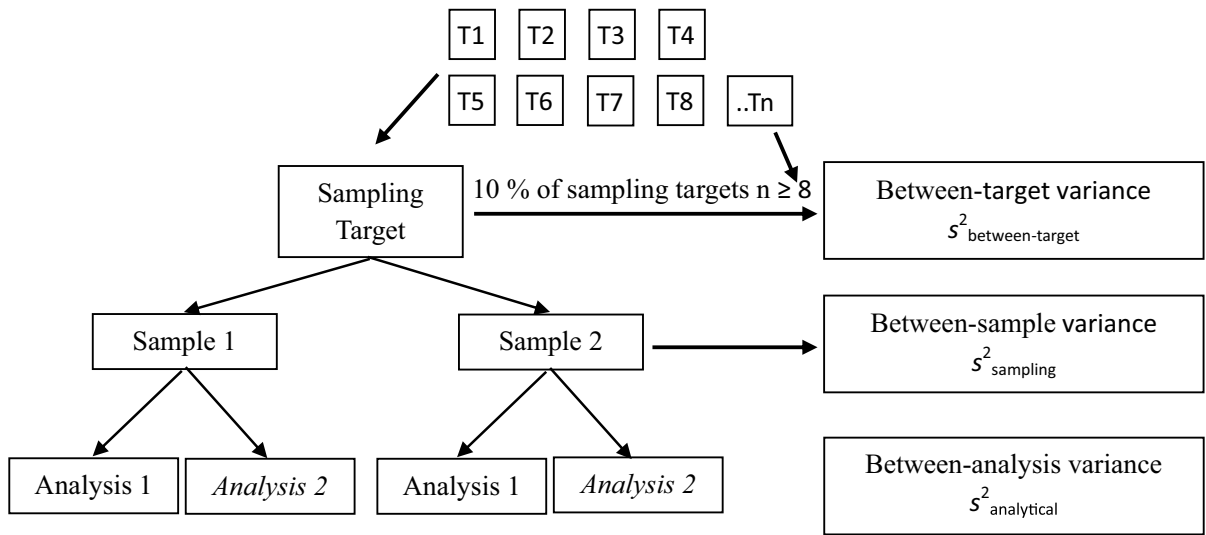 T1 T2 T3 T4
T5 T6 T7 T8 ..Tn
Sampling
Target
10 % of sampling targets n ≥ 8
Between-target variance
s²between-target
Sample 1
Sample 2
Between-sample variance
s²sampling
Analysis 1
Analysis 2
Analysis 1
Analysis 2
Between-analysis variance
s²analytical